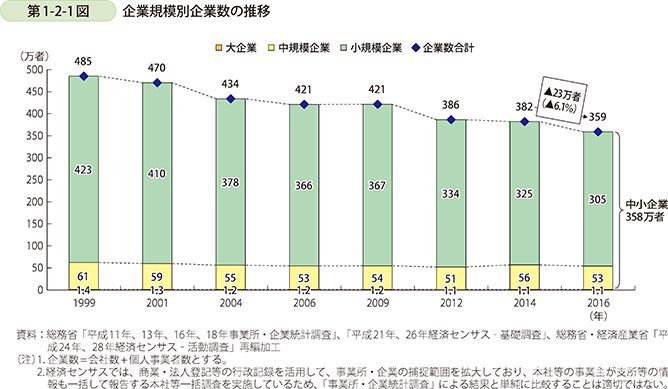 第1-2-1図 企業規模別企業数の推移
大企業 中規模企業 小規模企業 企業数合計
(万者)
500
450
400
350
300
250
200
150
100
50
0
485 470 434 421 421 386 382 359
▲23万者
(▲6.1%)
423 410 378 366 367 334 325 305
中小企業
358万者
61 59 55 53 54 51 56 53
1.4 1.3 1.2 1.2 1.2 1.1 1.1 1.1
1999 2001 2004 2006 2009 2012 2014 2016
(年)
資料：総務省「平成11年、13年、16年、18年事業所・企業統計調査」、「平成21年、26年経済センサス‐基礎調査」、総務省・経済産業省「平
成24年、28年経済センサス‐活動調査」再編加工
(注) 1. 企業数＝会社数＋個人事業者数とする。
2.経済センサスでは、商業・法人登記等の行政記録を活用して、事業所・企業の捕捉範囲を拡大しており、本社等の事業主が支所等の情
報も一括して報告する本社等一括調査を実施しているため、「事業所・企業統計調査」による結果と単純に比較することは適切ではない